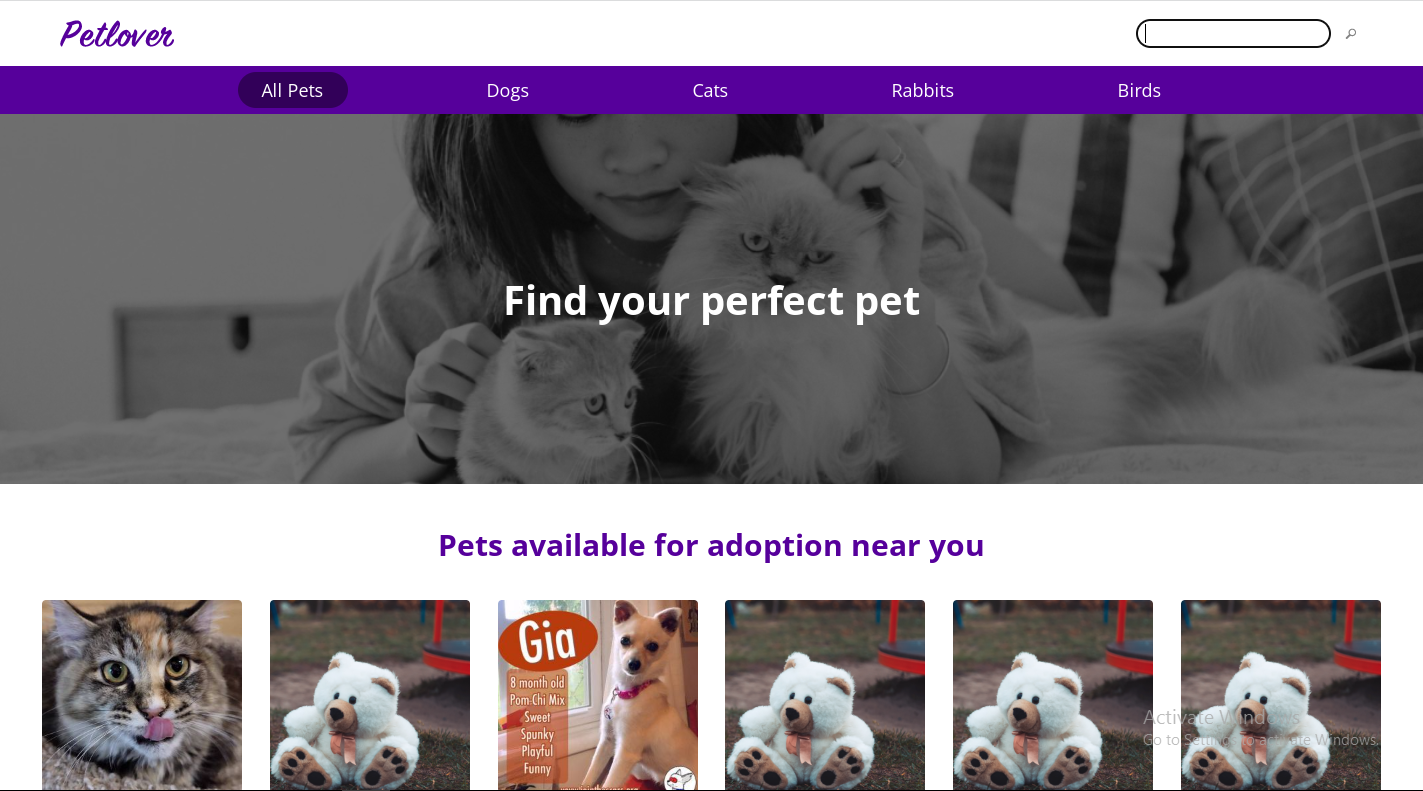 Petlover
All Pets
Dogs
Cats
Rabbits
Birds
Find your perfect pet
Pets available for adoption near you
Gia
8 month old
Pom Chi Mix
Sweet
Spunky
Playful
Funny
Activate Windows
Go to Settings to activate Windows.